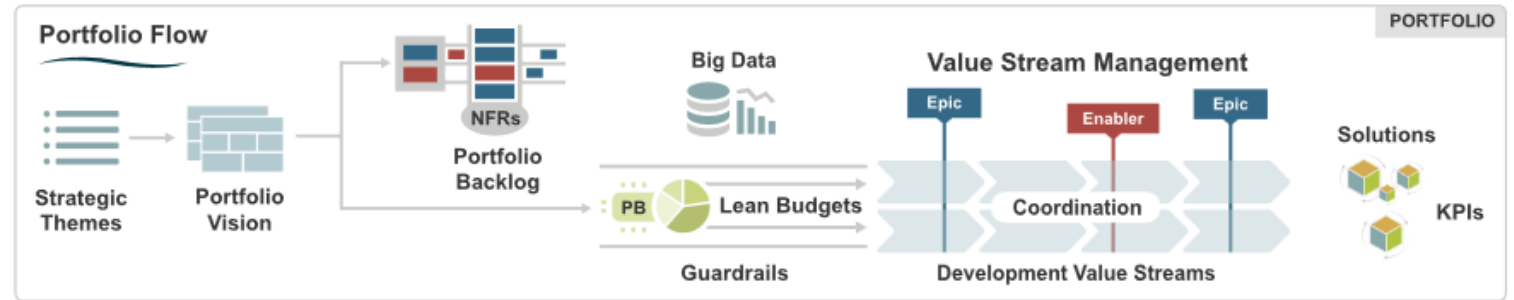 PORTFOLIO
Portfolio Flow
Strategic
Themes
Portfolio
Vision
NFRs
Portfolio
Backlog
Big Data
PB
Lean Budgets
Guardrails
Value Stream Management
Epic
Enabler
Epic
Coordination
Development Value Streams
Solutions
KPIs